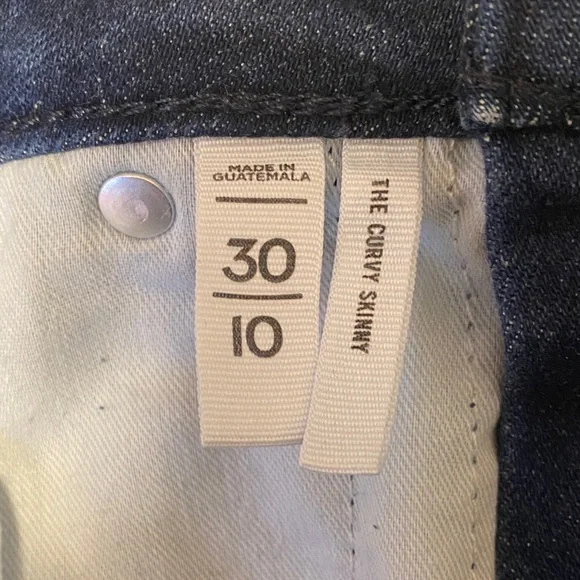 MADE IN
GUATEMALA
30
10
THE CURVY SKINNY